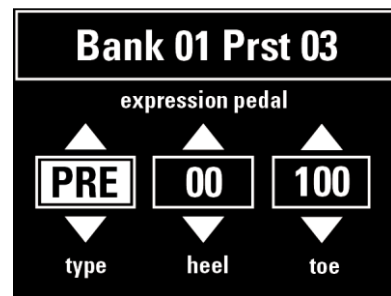 Bank 01 Prst 03
expression pedal
PRE 00 100
type heel toe